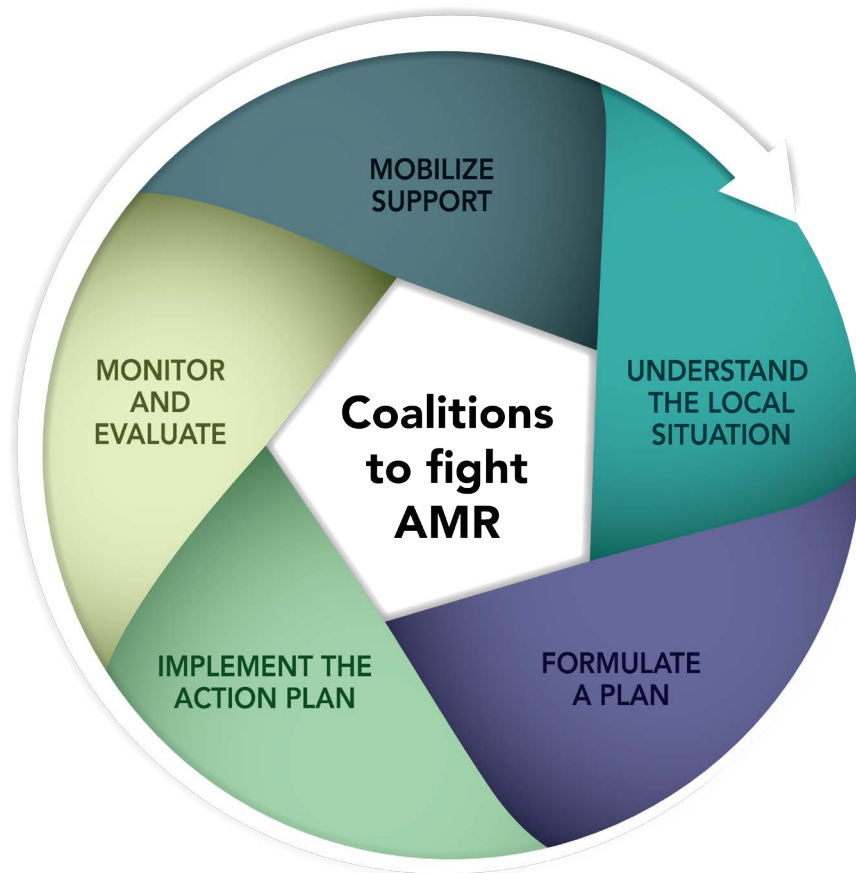 MOBILIZE
SUPPORT
UNDERSTAND
THE LOCAL
SITUATION
FORMULATE
A PLAN
IMPLEMENT THE
ACTION PLAN
MONITOR
AND
EVALUATE
Coalitions
to fight
AMR